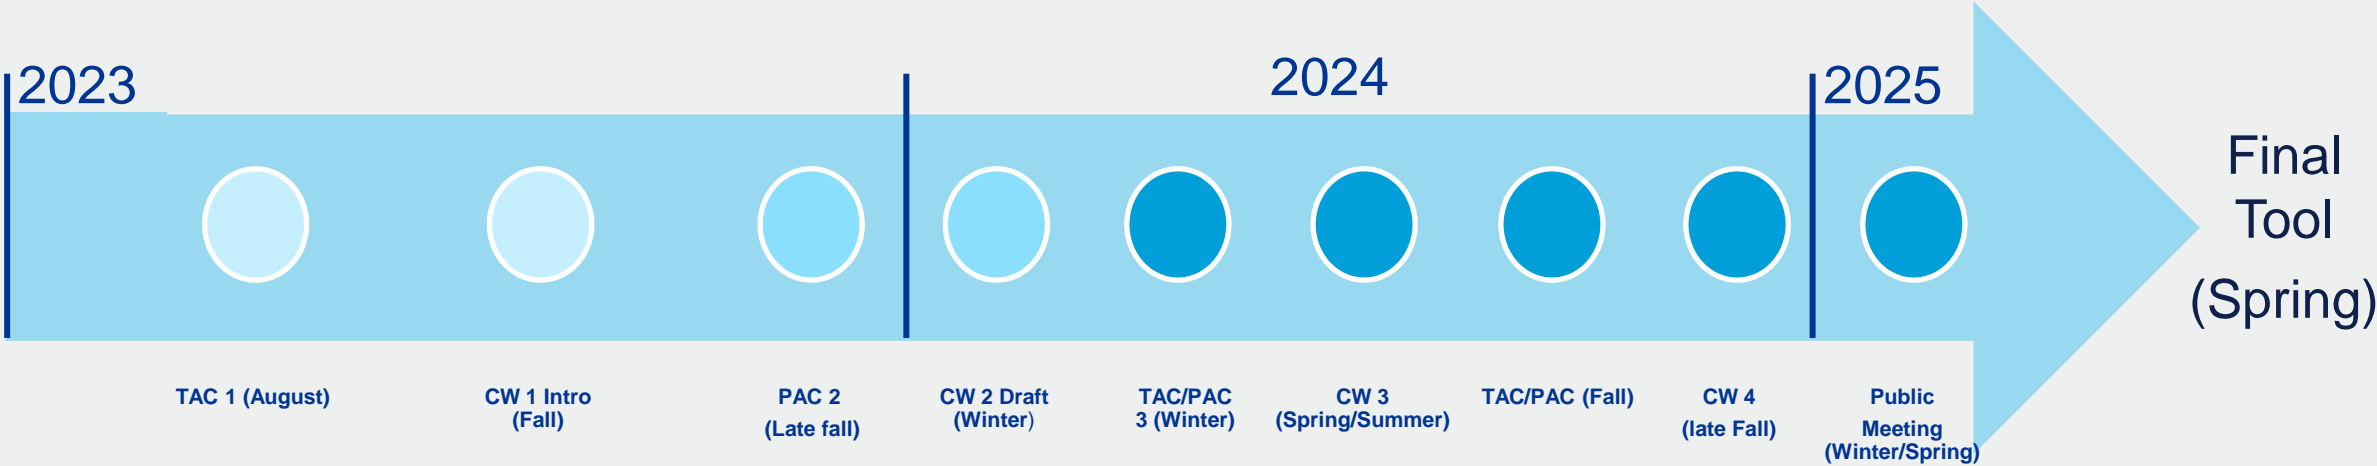 2023
2024
2025
TAC 1 (August)
CW 1 Intro
(Fall)
PAC 2
(Late fall)
CW 2 Draft
(Winter)
TAC/PAC
3 (Winter)
CW 3
(Spring/Summer)
TAC/PAC (Fall)
CW 4
(late Fall)
Public
Meeting
(Winter/Spring)
Final
Tool
(Spring)